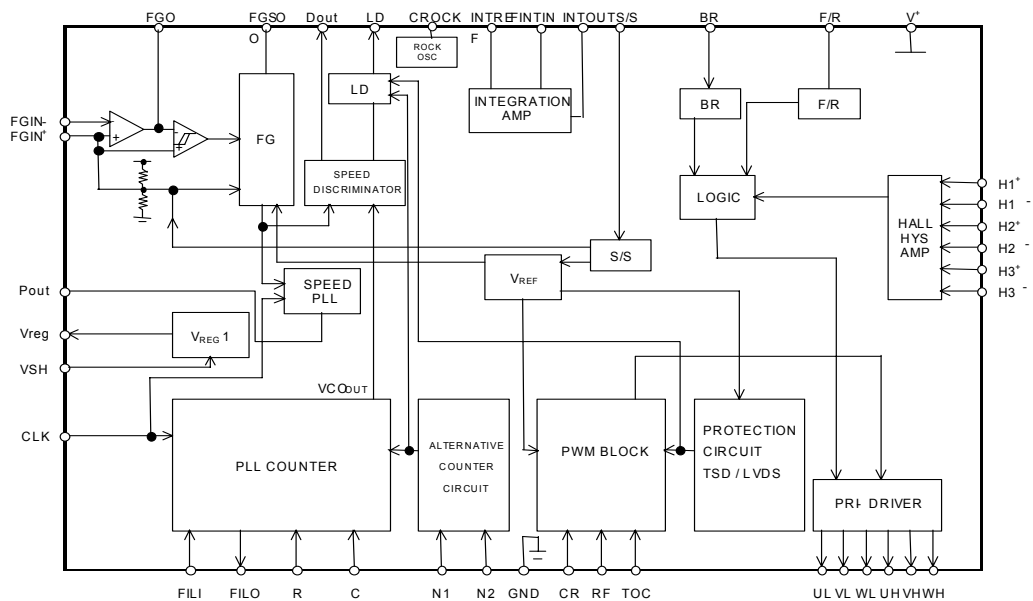 FGO FGSO Dout LD CROCK INTREF FINTIN INTOUT S/S BR F/R V+
ROCK OSC
LD
INTEGRATION AMP
BR
F/R
FGIN-
FGIN+
- +
- +
FG
SPEED DISCRIMINATOR
LOGIC
HALL HYS AMP
H1+
H1 -
H2+
H2 -
H3+
H3 -
S/S
VREF
SPEED PLL
Pout
Vreg
VREG 1
VSH
VCOOUT
CLK
PLL COUNTER
ALTERNATIVE COUNTER CIRCUIT
PWM BLOCK
PROTECTION CIRCUIT TSD / LVDS
PRI- DRIVER
FILI FILO R C N1 N2 GND CR RF TOC UL VL WL UH VH WH